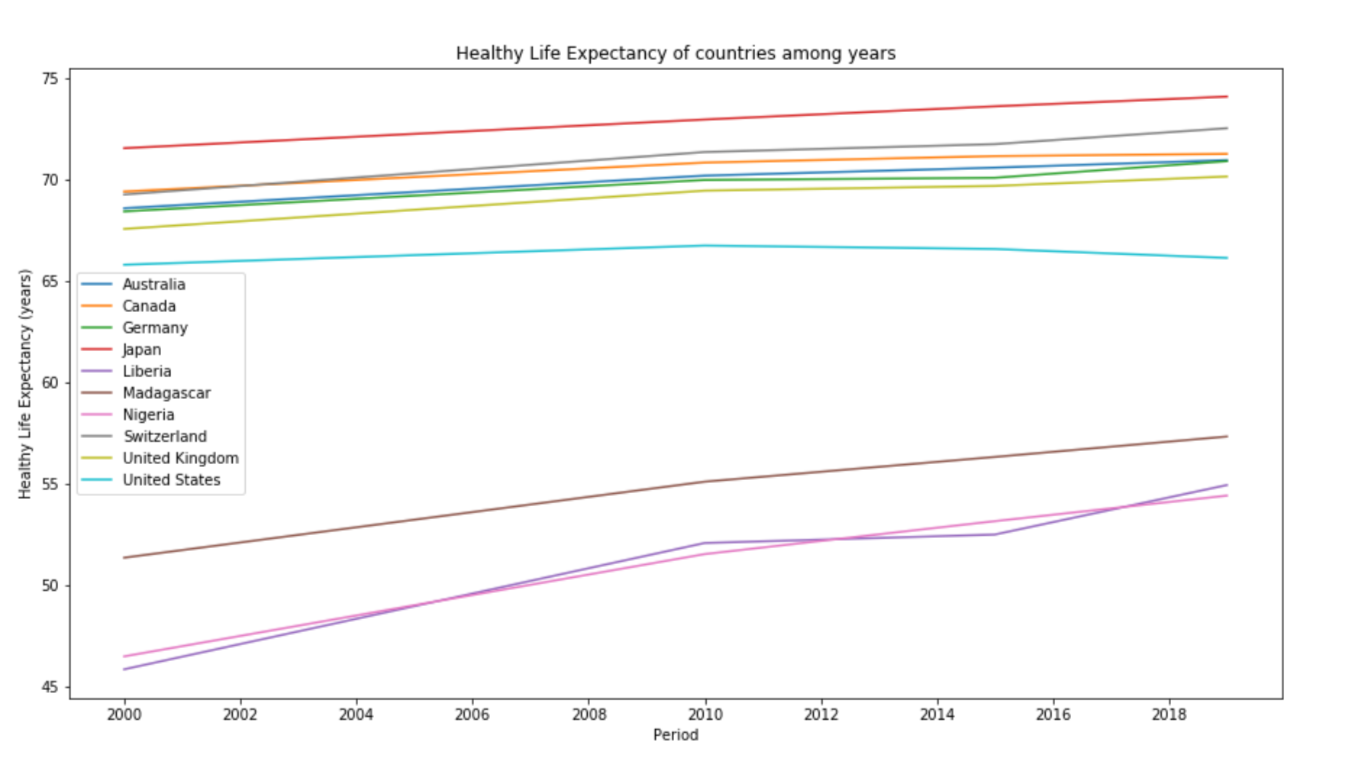 Healthy Life Expectancy of countries among years
75
70
65
60
55
50
45
Healthy Life Expectancy (years)
Australia
Canada
Germany
Japan
Liberia
Madagascar
Nigeria
Switzerland
United Kingdom
United States
2000 2002 2004 2006 2008 2010 2012 2014 2016 2018
Period